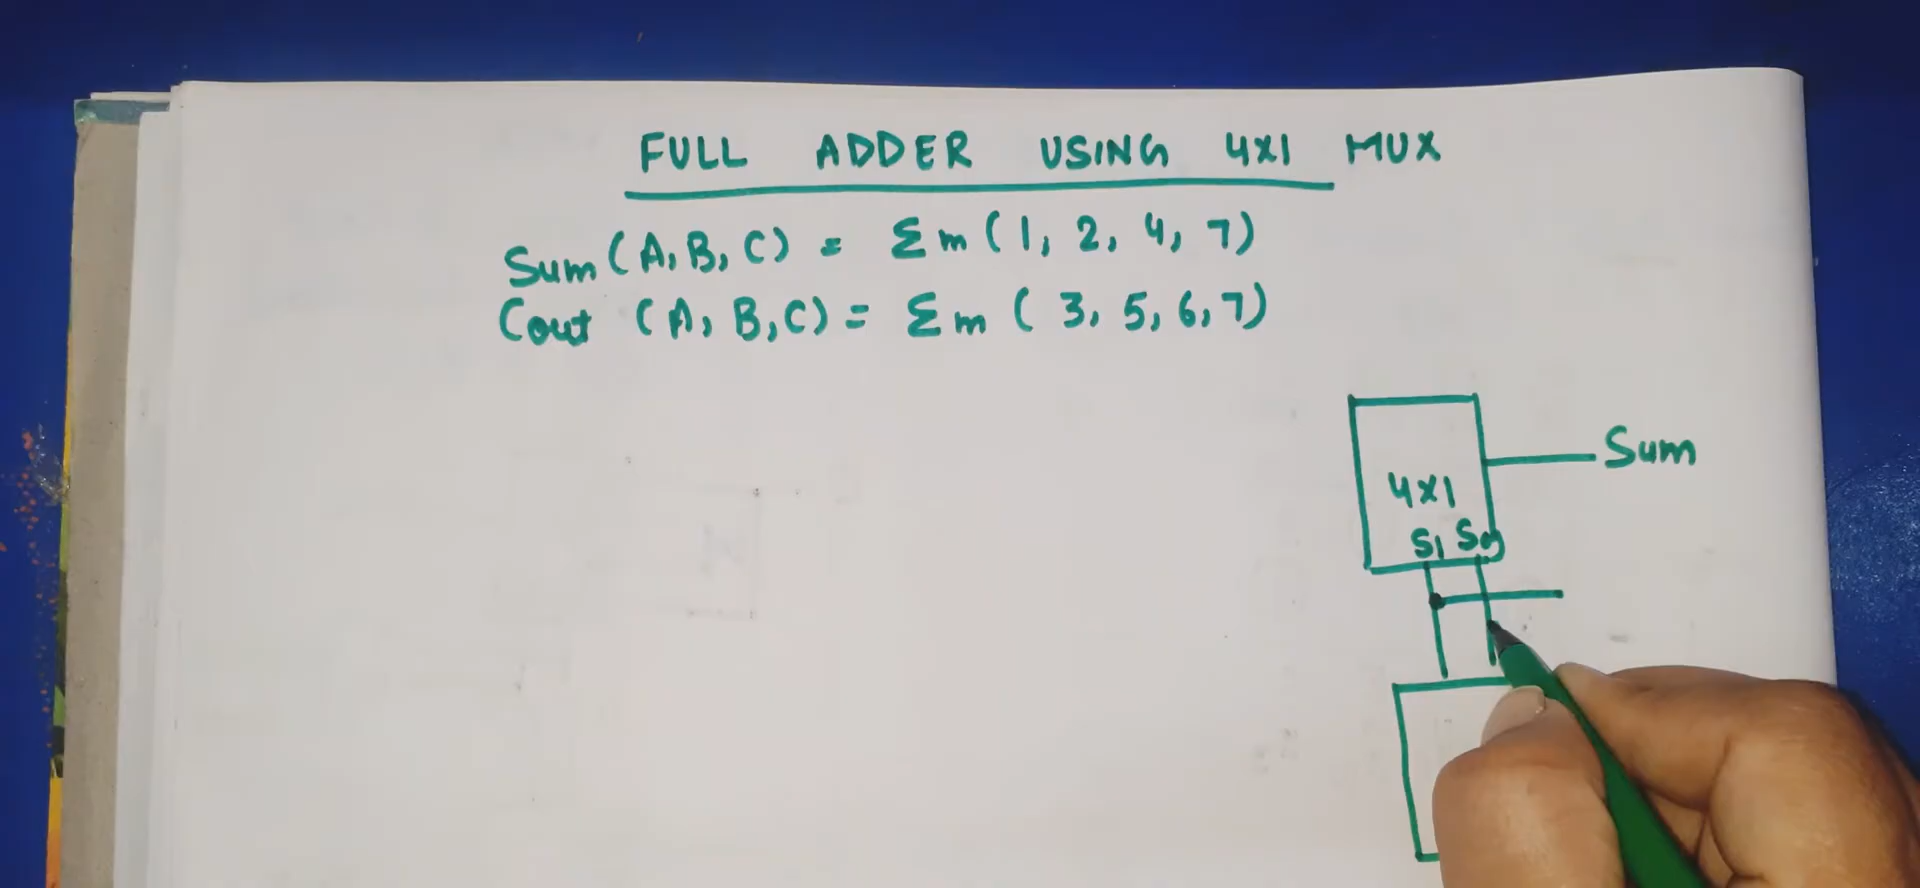 FULL ADDER USING 4X1 MUX
Sum (A, B, C) = Σm (1, 2, 4, 7)
Cout (A, B, C) = Σm (3, 5, 6, 7)
Sum
4X1
S1 S0